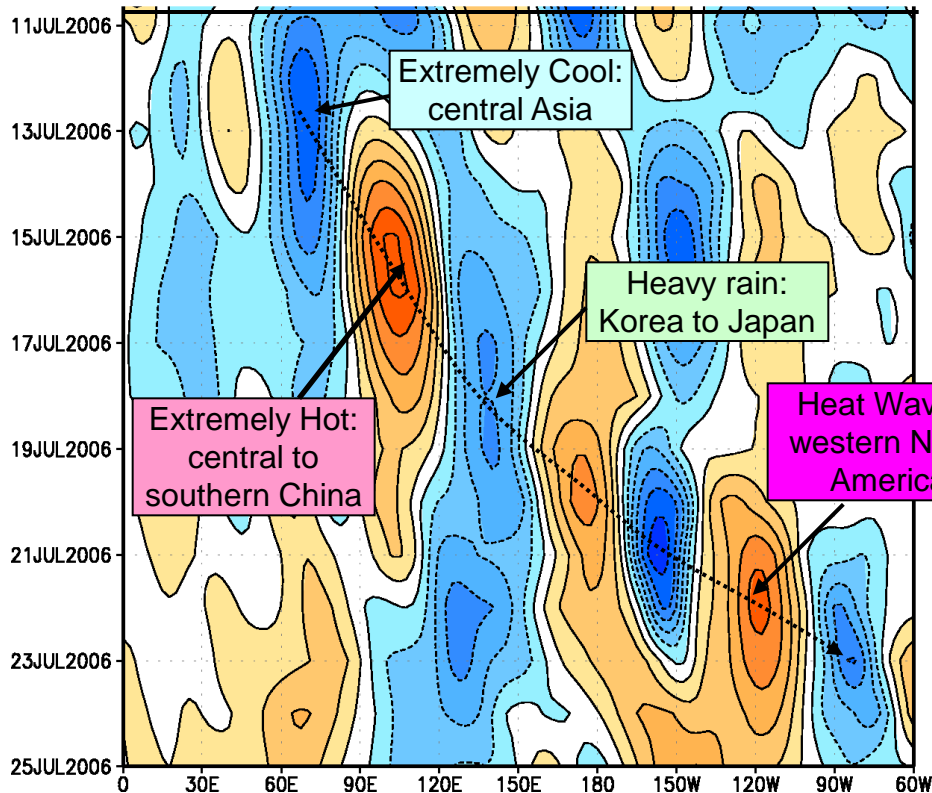 11JUL2006
Extremely Cool:
central Asia
13JUL2006
15JUL2006
Heavy rain:
Korea to Japan
17JUL2006
Extremely Hot:
central to
southern China
Heat Wav
western N
America
19JUL2006
21JUL2006
23JUL2006
25JUL2006
0 30E 60E 90E 120E 150E 180 150W 120W 90W 60W